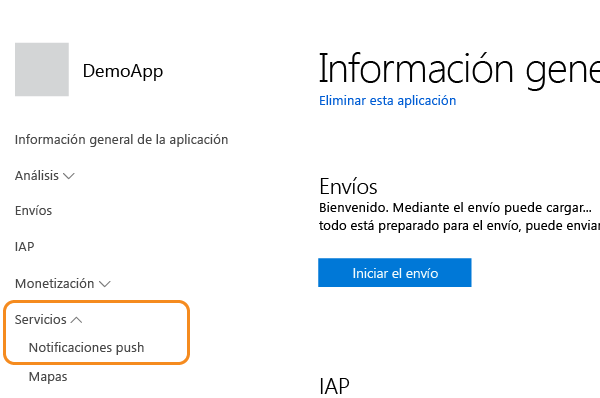 DemoApp
Información general de la aplicación
Análisis
Envíos
IAP
Monetización
Servicios
Notificaciones push
Mapas
Información gene
Eliminar esta aplicación
Envíos
Bienvenido. Mediante el envío puede cargar...
todo está preparado para el envío, puede enviar
Iniciar el envío
IAP